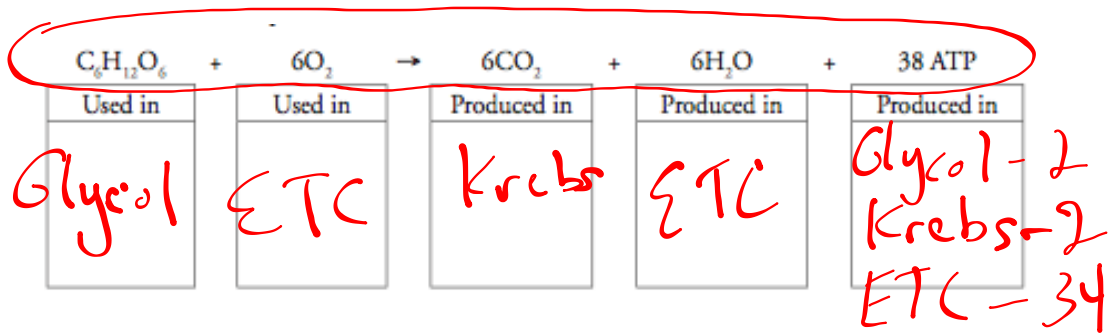 C₆H₁₂O₆ + 6O₂ → 6CO₂ + 6H₂O + 38 ATP
Used in Used in Produced in Produced in Produced in
Glycol ETC Krebs ETC Glycol - 2
Krebs - 2
ETC - 34